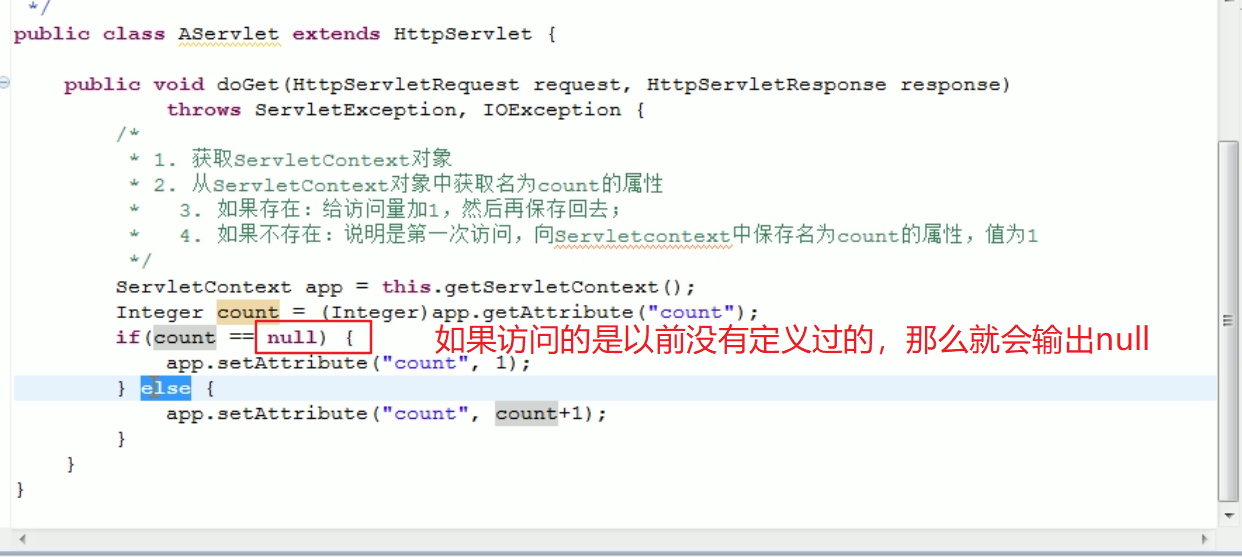 */
public class AServlet extends HttpServlet {
public void doGet(HttpServletRequest request, HttpServletResponse response)
throws ServletException, IOException {
/*
* 1. 获取ServletContext对象
* 2. 从ServletContext对象中获取名为count的属性
* 3. 如果存在：给访问量加1，然后再保存回去；
* 4. 如果不存在：说明是第一次访问，向Servletcontext中保存名为count的属性，值为1
*/
ServletContext app = this.getServletContext();
Integer count = (Integer)app.getAttribute("count");
if(count == null) {
如果访问的是以前没有定义过的，那么就会输出null
app.setAttribute("count", 1);
} else {
app.setAttribute("count", count+1);
}
}
}